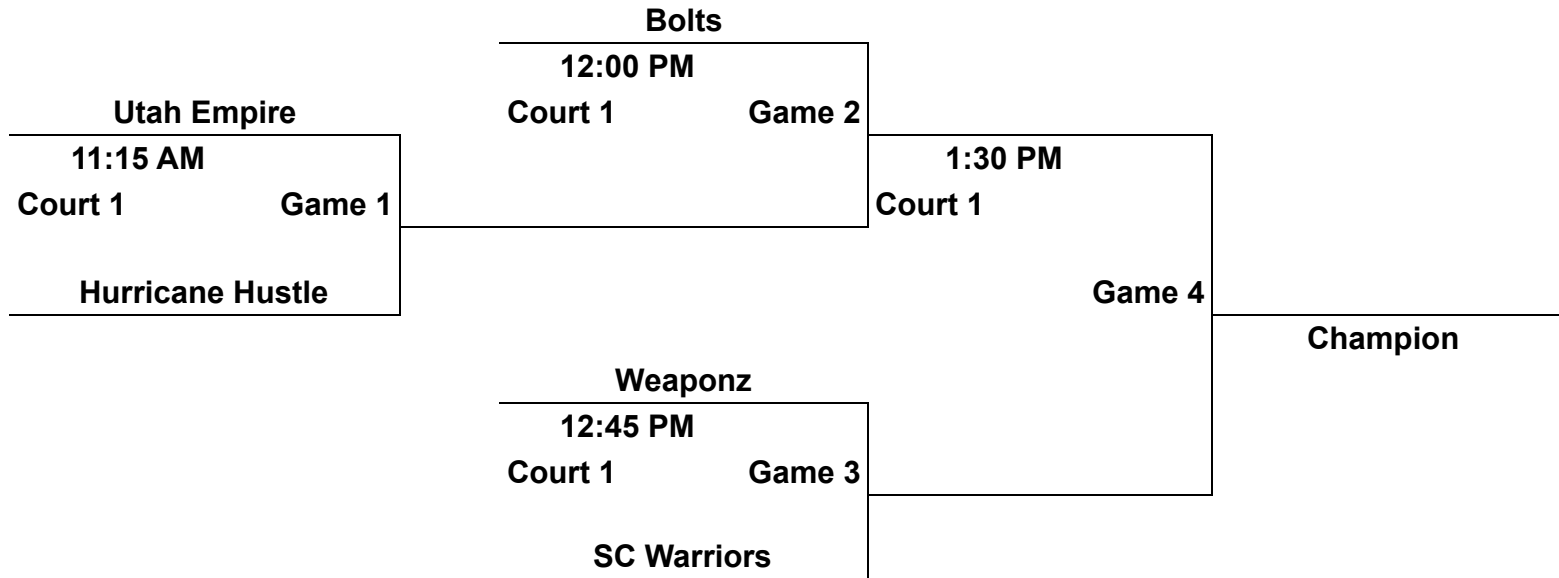 Bolts
12:00 PM
Utah Empire
Court 1 Game 2
11:15 AM
1:30 PM
Court 1 Game 1
Court 1
Hurricane Hustle
Game 4
Champion
Weaponz
12:45 PM
Court 1 Game 3
SC Warriors